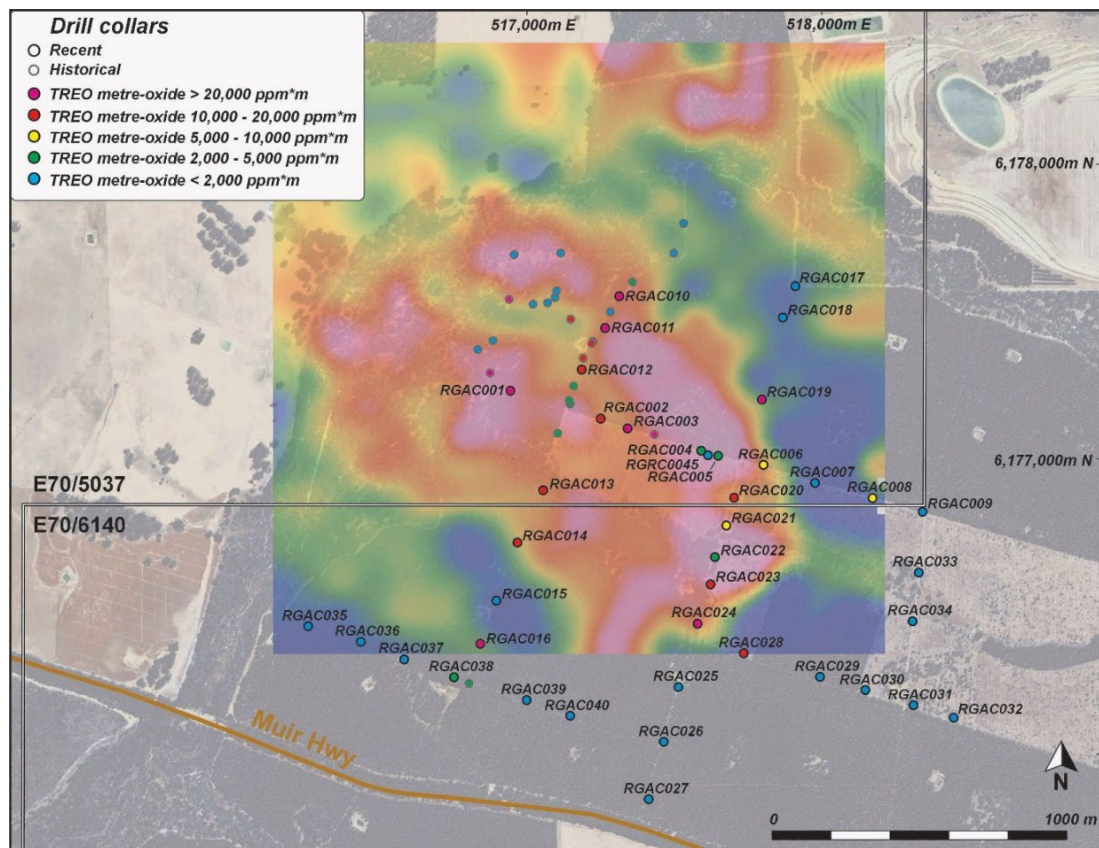 517,000m E
518,000m E
Drill collars
Recent
Historical
TREO metre-oxide > 20,000 ppm*m
TREO metre-oxide 10,000 - 20,000 ppm*m
TREO metre-oxide 5,000 - 10,000 ppm*m
TREO metre-oxide 2,000 - 5,000 ppm*m
TREO metre-oxide < 2,000 ppm*m
6,178,000m N
RGAC017
RGAC010
RGAC018
RGAC011
RGAC012
RGAC001
RGAC019
RGAC002
RGAC003
RGAC004
RGAC006
RGRC0045
RGAC005
RGAC007
6,177,000m N
E70/5037
RGAC013
RGAC020
RGAC008
RGAC009
E70/6140
RGAC021
RGAC014
RGAC022
RGAC033
RGAC023
RGAC015
RGAC035
RGAC024
RGAC034
RGAC036
RGAC016
RGAC037
RGAC028
RGAC038
RGAC029
RGAC025
RGAC030
RGAC039
RGAC031
RGAC040
RGAC032
Muir Hwy
RGAC026
N
RGAC027
0
1000 m